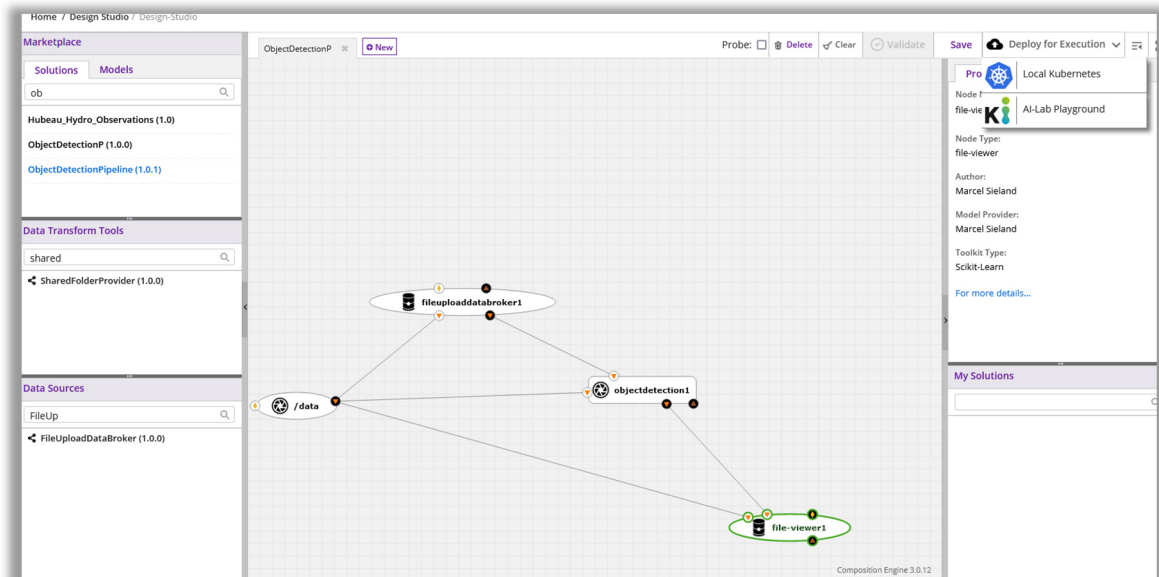 Home / Design Studio / Design-Studio
Marketplace
Solutions Models
ob
Hubeau_Hydro_Observations (1.0)
ObjectDetectionP (1.0.0)
ObjectDetectionPipeline (1.0.1)
Data Transform Tools
shared
SharedFolderProvider (1.0.0)
Data Sources
FileUp
FileUploadDataBroker (1.0.0)
ObjectDetectionP
New
Probe: Delete Clear Validate Save Deploy for Execution
Local Kubernetes
AI-Lab Playground
fileuploaddatabroker1
/data
objectdetection1
file-viewer1
Composition Engine 3.0.12
Node Type:
file-viewer
Author:
Marcel Sieland
Model Provider:
Marcel Sieland
Toolkit Type:
Scikit-Learn
For more details...
My Solutions